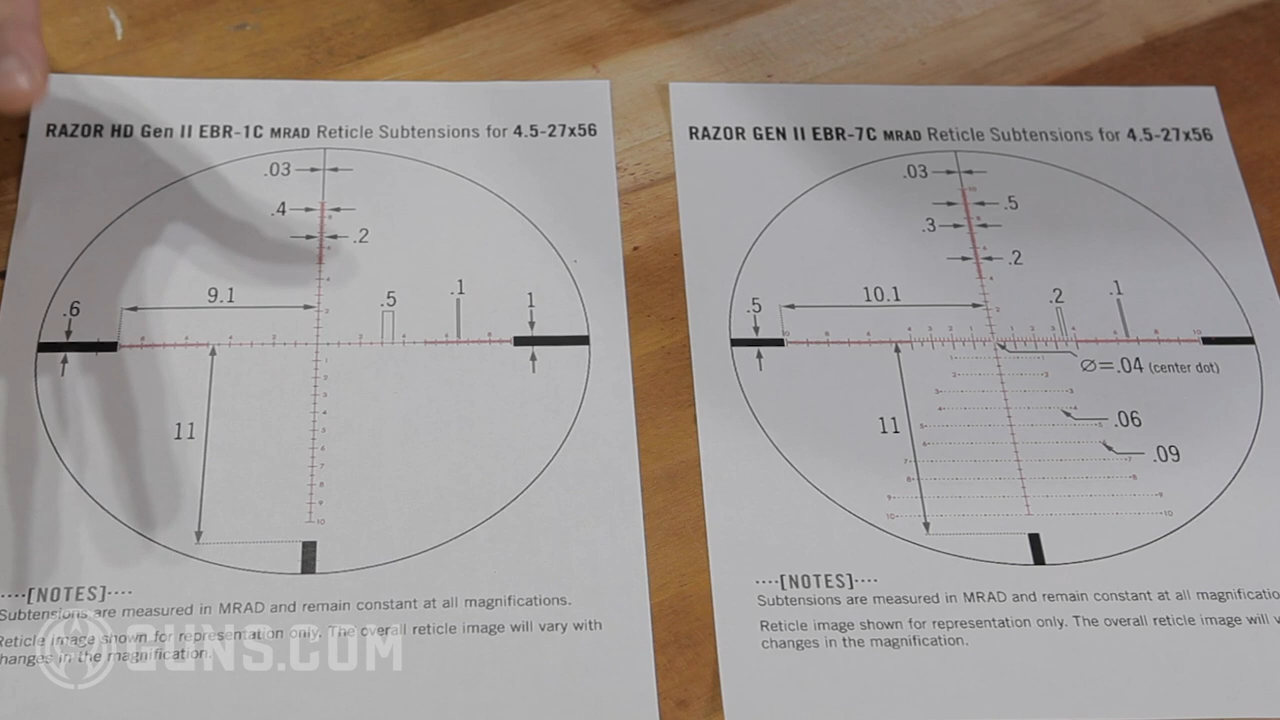 RAZOR HD Gen II EBR-1C MRAD Reticle Subtensions for 4.5-27x56
.03
.4
.2
9.1
.5
.1
.6
1
11
10
····[NOTES]····
Subtensions are measured in MRAD and remain constant at all magnifications.
Reticle image shown for representation only. The overall reticle image will vary with
changes in the magnification.
GUNS.COM
RAZOR GEN II EBR-7C MRAD Reticle Subtensions for 4.5-27x56
.03
.5
.3
.2
10.1
.2
.1
.5
Ø=.04 (center dot)
.06
11
.09
····[NOTES]····
Subtensions are measured in MRAD and remain constant at all
Reticle image shown for representation only. The overall reticle image will
changes in the magnification.